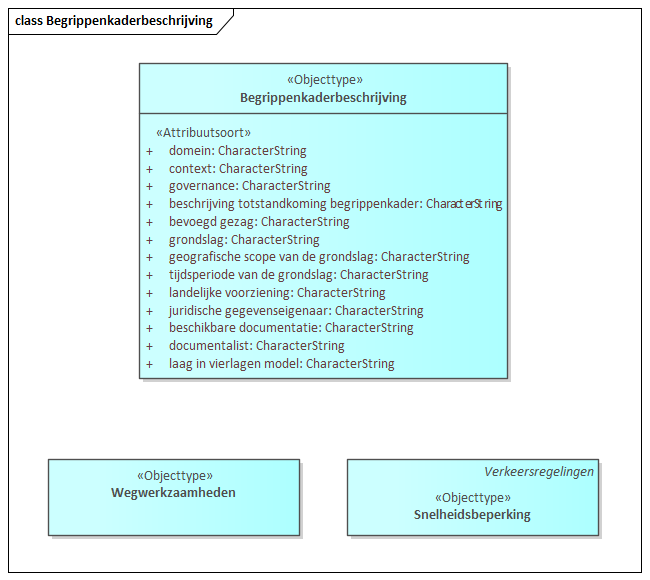 class Begrippenkaderbeschrijving
«Objecttype»
Begrippenkaderbeschrijving
«Attribuutsoort»
+ domein: CharacterString
+ context: CharacterString
+ governance: CharacterString
+ beschrijving totstandkoming begrippenkader: CharacterString
+ bevoegd gezag: CharacterString
+ grondslag: CharacterString
+ geografische scope van de grondslag: CharacterString
+ tijdsperiode van de grondslag: CharacterString
+ landelijke voorziening: CharacterString
+ juridische gegevenseigenaar: CharacterString
+ beschikbare documentatie: CharacterString
+ documentalist: CharacterString
+ laag in vierlagen model: CharacterString
«Objecttype»
Wegwerkzaamheden
Verkeersregelingen
«Objecttype»
Snelheidsbeperking